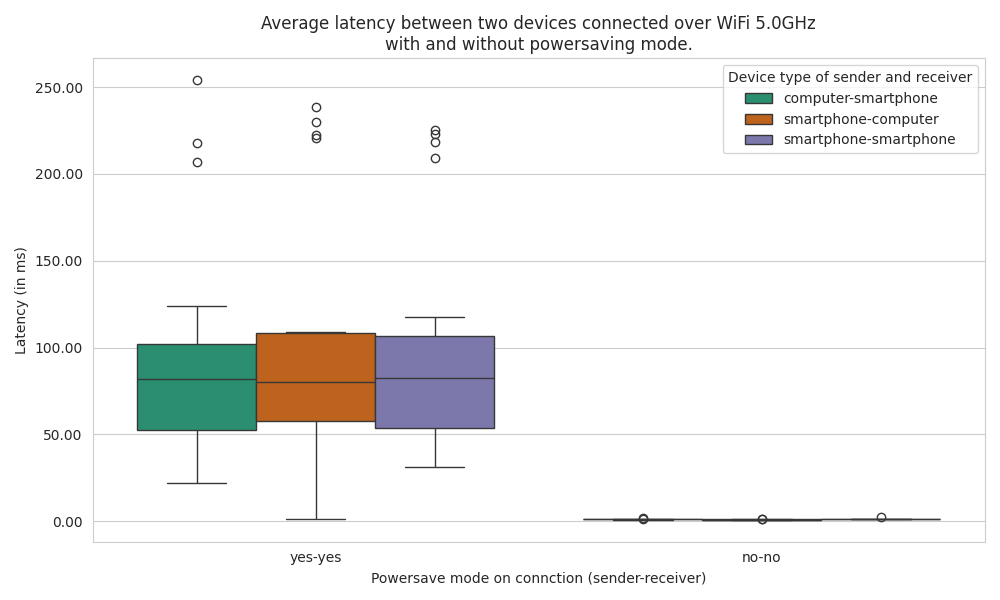 Average latency between two devices connected over WiFi 5.0GHz
with and without powersaving mode.
Device type of sender and receiver
computer-smartphone
smartphone-computer
smartphone-smartphone
Latency (in ms)
250.00
200.00
150.00
100.00
50.00
0.00
yes-yes
no-no
Powersave mode on connction (sender-receiver)